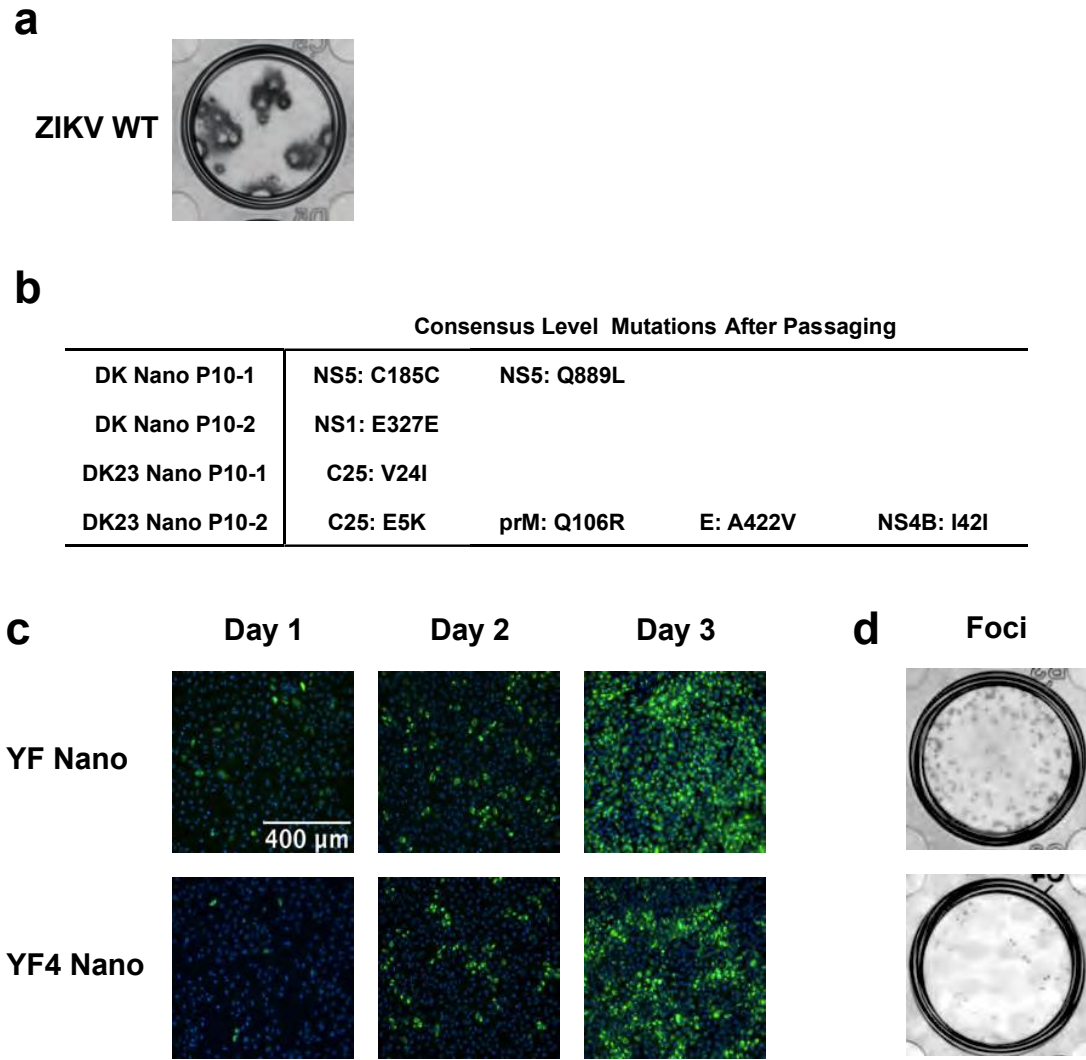 a
ZIKV WT
b
Consensus Level Mutations After Passaging
DK Nano P10-1 NS5: C185C NS5: Q889L
DK Nano P10-2 NS1: E327E
DK23 Nano P10-1 C25: V24I
DK23 Nano P10-2 C25: E5K prM: Q106R E: A422V NS4B: I42I
c
Day 1 Day 2 Day 3
d
Foci
YF Nano
400 µm
YF4 Nano